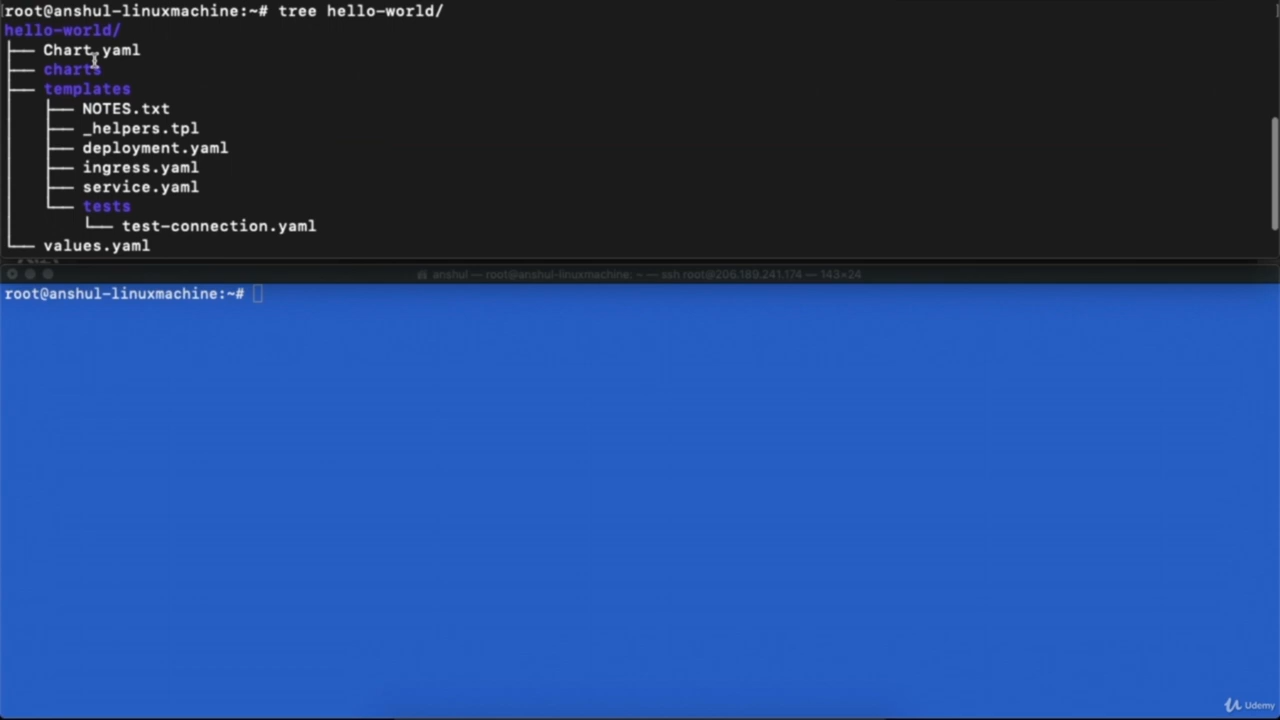 root@anshul-linuxmachine:~# tree hello-world/
hello-world/
├── Chart.yaml
├── charts
├── templates
│   ├── NOTES.txt
│   ├── _helpers.tpl
│   ├── deployment.yaml
│   ├── ingress.yaml
│   ├── service.yaml
│   └── tests
│       └── test-connection.yaml
└── values.yaml
anshul — root@anshul-linuxmachine: ~ — ssh root@206.189.241.174 — 143×24
root@anshul-linuxmachine:~#
Udemy